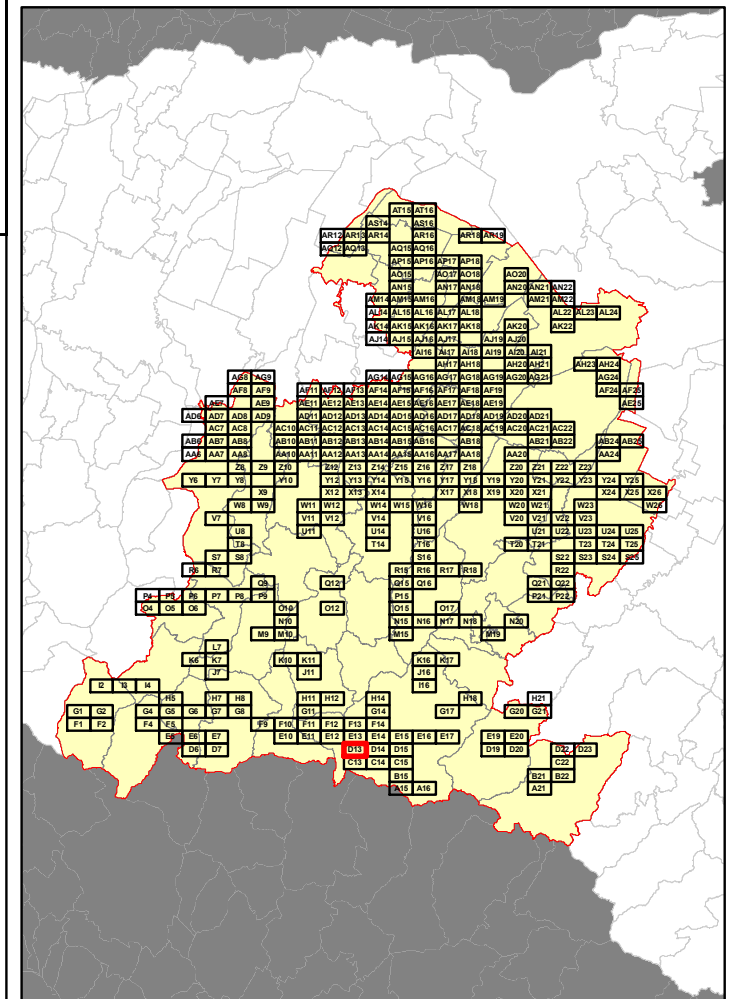 AT15 AT16
AS14 AS16
AR12 AR13 AR14 AR16 AR18 AR19
AQ12 AQ13 AQ15 AQ16
AP15 AP16 AP17 AP18
AO15 AO17 AO18 AO20
AN15 AN17 AN18 AN20 AN21 AN22
AM14 AM15 AM16 AM18 AM19 AM21 AM22
AL14 AL15 AL16 AL17 AL18 AL22 AL23 AL24
AK14 AK15 AK16 AK17 AK18 AK20 AK22
AJ14 AJ15 AJ16 AJ17 AJ19 AJ20
AI16 AI17 AI18 AI19 AI20 AI21
AH17 AH18 AH20 AH21 AH23 AH24
AG8 AG9 AG14 AG15 AG16 AG17 AG18 AG19 AG20 AG21 AG24
AF8 AF9 AF11 AF12 AF13 AF14 AF15 AF16 AF17 AF18 AF19 AF24 AF25
AE7 AE9 AE11 AE12 AE13 AE14 AE15 AE16 AE17 AE18 AE19 AE25
AD6 AD7 AD8 AD9 AD11 AD12 AD13 AD14 AD15 AD16 AD17 AD18 AD19 AD20 AD21
AC7 AC8 AC10 AC11 AC12 AC13 AC14 AC15 AC16 AC17 AC18 AC19 AC20 AC21 AC22
AB6 AB7 AB8 AB10 AB11 AB12 AB13 AB14 AB15 AB16 AB18 AB21 AB22 AB24 AB25
AA6 AA7 AA8 AA10 AA11 AA12 AA13 AA14 AA15 AA16 AA17 AA18 AA20 AA24
Z8 Z9 Z10 Z12 Z13 Z14 Z15 Z16 Z17 Z18 Z20 Z21 Z22 Z23
Y6 Y7 Y8 Y10 Y12 Y13 Y14 Y15 Y16 Y17 Y18 Y19 Y20 Y21 Y22 Y23 Y24 Y25
X9 X12 X13 X14 X17 X18 X19 X20 X21 X24 X25 X26
W8 W9 W11 W12 W14 W15 W16 W18 W20 W21 W23 W26
V7 V11 V12 V14 V16 V20 V21 V22 V23
U8 U11 U14 U16 U21 U22 U23 U24 U25
T8 T14 T16 T20 T21 T23 T24 T25
S7 S8 S16 S22 S23 S24 S25
R6 R7 R15 R16 R17 R18 R22
Q9 Q12 Q15 Q16 Q21 Q22
P4 P5 P6 P7 P8 P9 P15 P21 P22
O4 O5 O6 O10 O12 O15 O17
N10 N15 N16 N17 N18 N20
M9 M10 M15 M19
L7
K6 K7 K10 K11 K16 K17
J7 J11 J16
I2 I3 I4 I16
H5 H7 H8 H11 H12 H14 H18 H21
G1 G2 G4 G5 G6 G7 G8 G11 G17 G20 G21
F1 F2 F4 F5 F9 F10 F11 F12 F13 F14
E5 E6 E7 E10 E11 E12 E13 E14 E15 E16 E17 E19 E20
D6 D7 D13 D14 D15 D19 D20 D22 D23
C13 C14 C15 C22
B15 B21 B22
A15 A16 A21